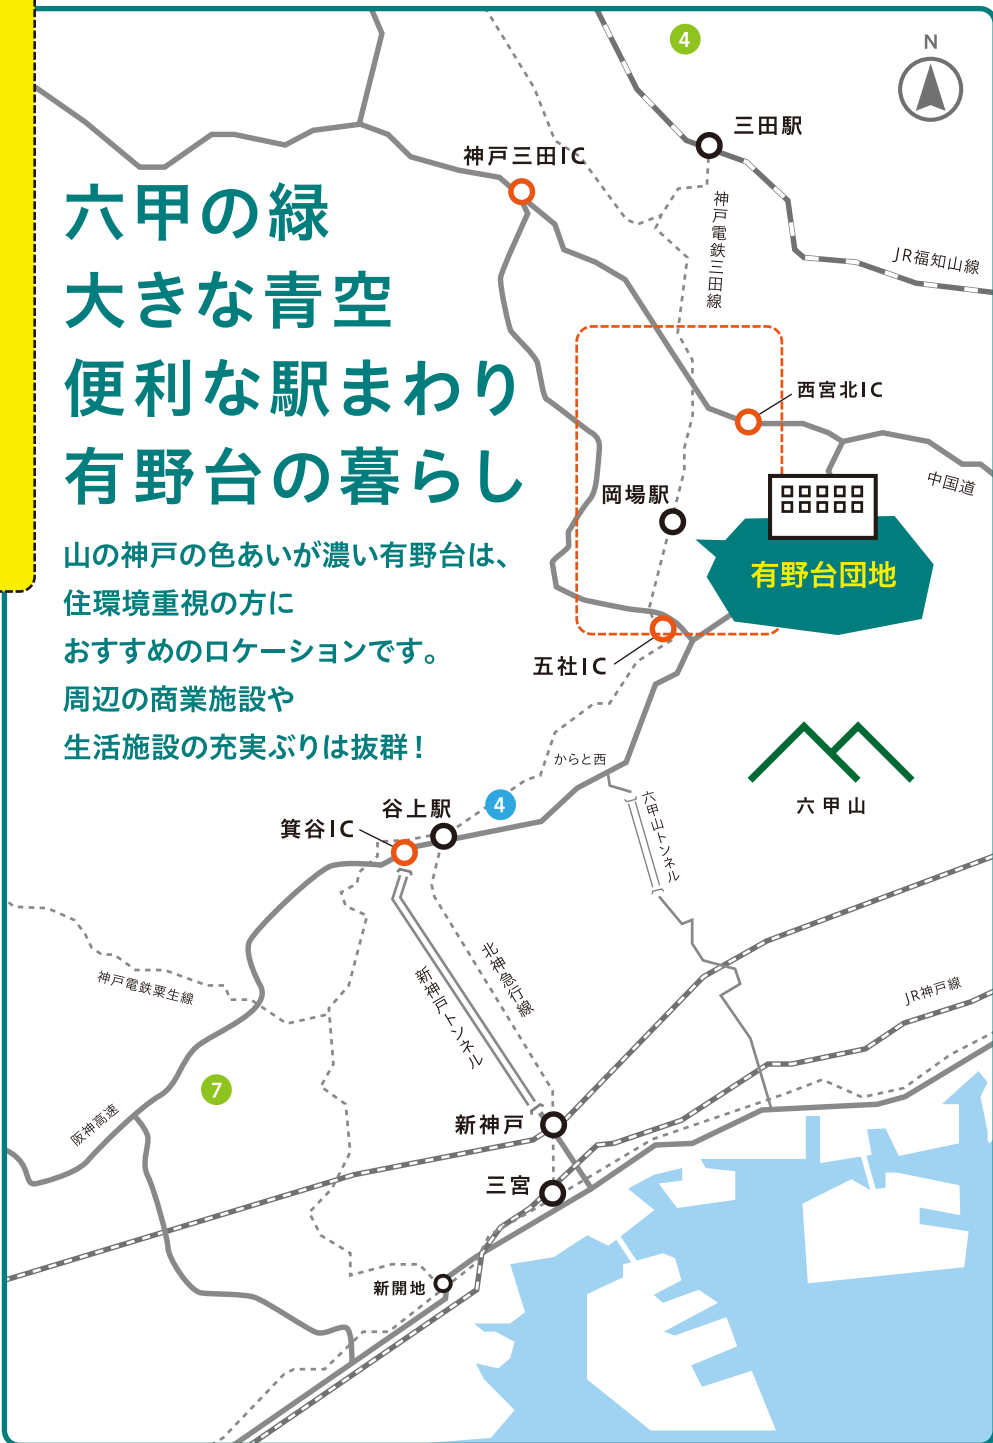 六甲の緑
大きな青空
便利な駅まわり
有野台の暮らし
山の神戸の色あいが濃い有野台は、
住環境重視の方に
おすすめのロケーションです。
周辺の商業施設や
生活施設の充実ぶりは抜群！
4
N
三田駅
神戸三田IC
神戸電鉄三田線
JR福知山線
西宮北IC
中国道
岡場駅
有野台団地
五社IC
からと西
六甲山
六甲山トンネル
谷上駅
4
箕谷IC
北神急行線
新神戸トンネル
神戸電鉄粟生線
JR神戸線
7
阪神高速
新神戸
三宮
新開地